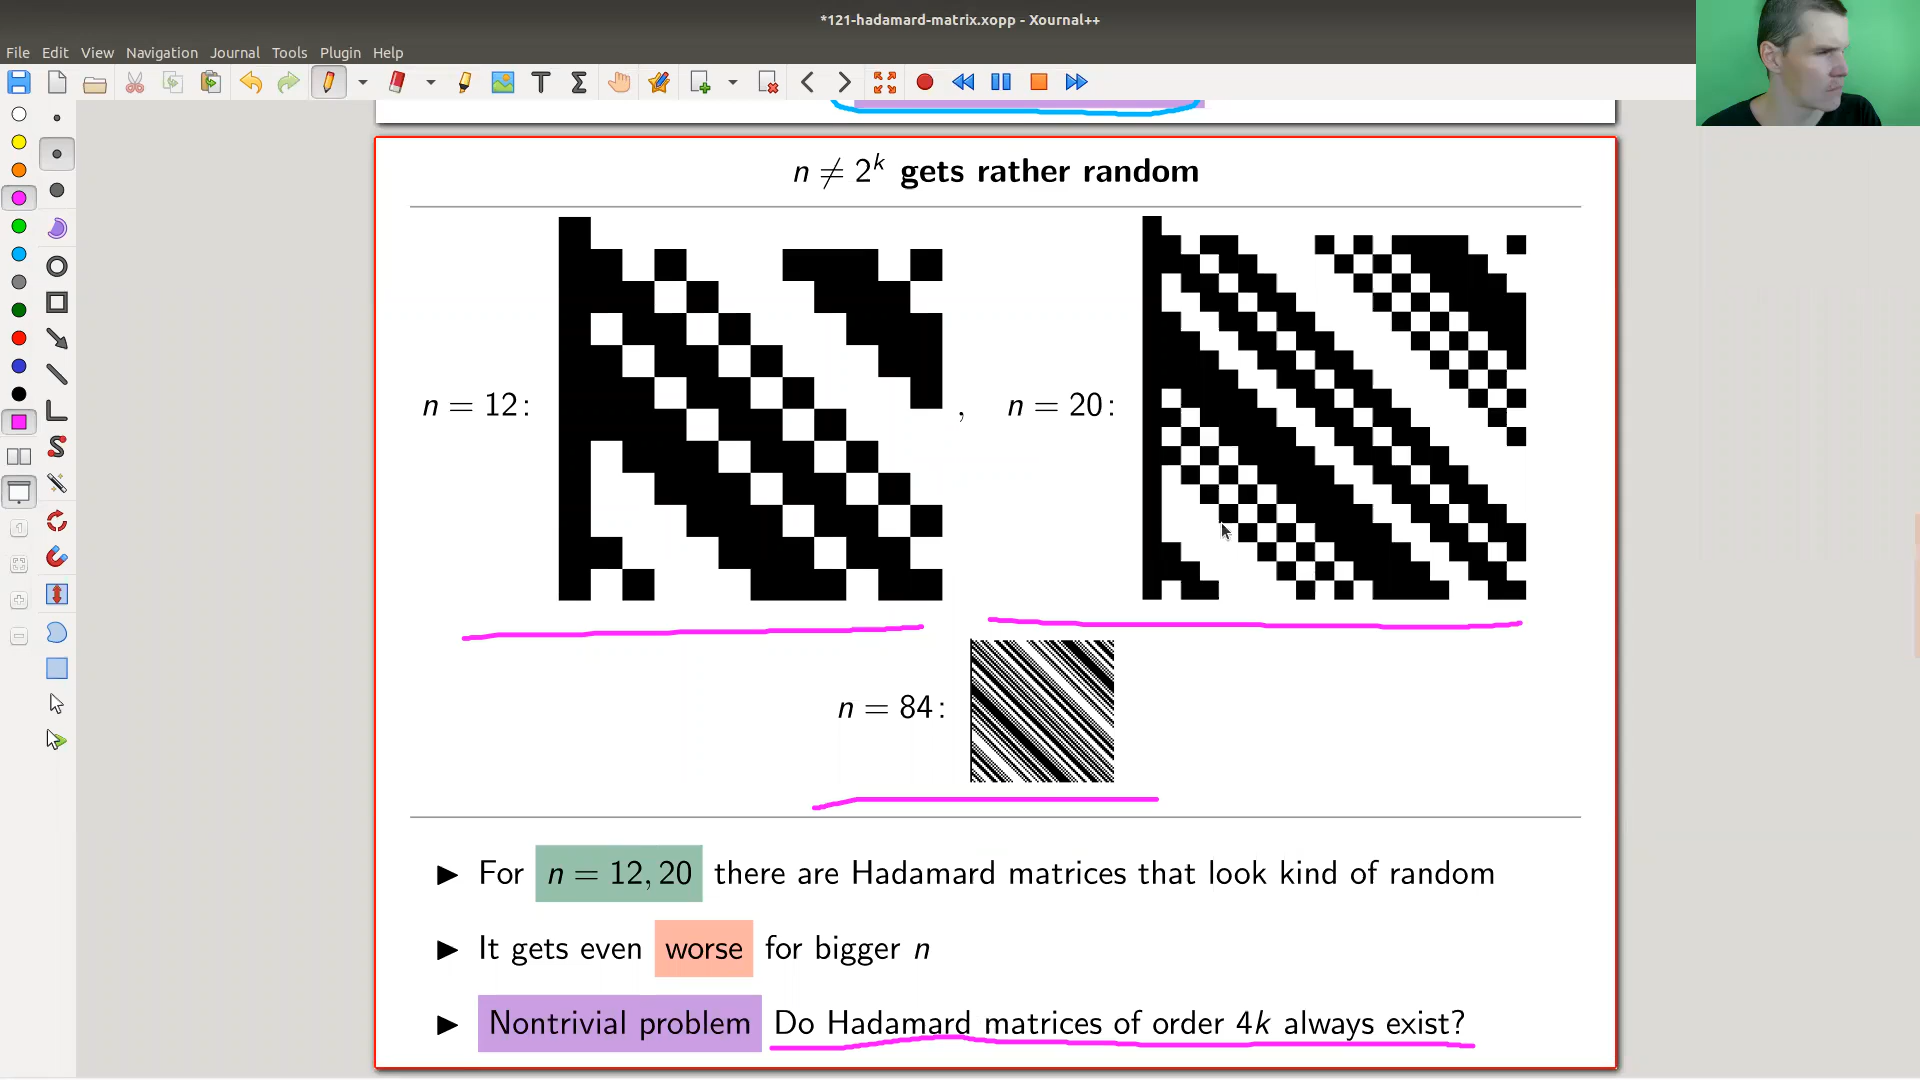 *121-hadamard-matrix.xopp - Xournal++
File Edit View Navigation Journal Tools Plugin Help
n ≠ 2^k gets rather random
n = 12: , n = 20:
n = 84:
▶ For n = 12, 20 there are Hadamard matrices that look kind of random
▶ It gets even worse for bigger n
▶ Nontrivial problem Do Hadamard matrices of order 4k always exist?